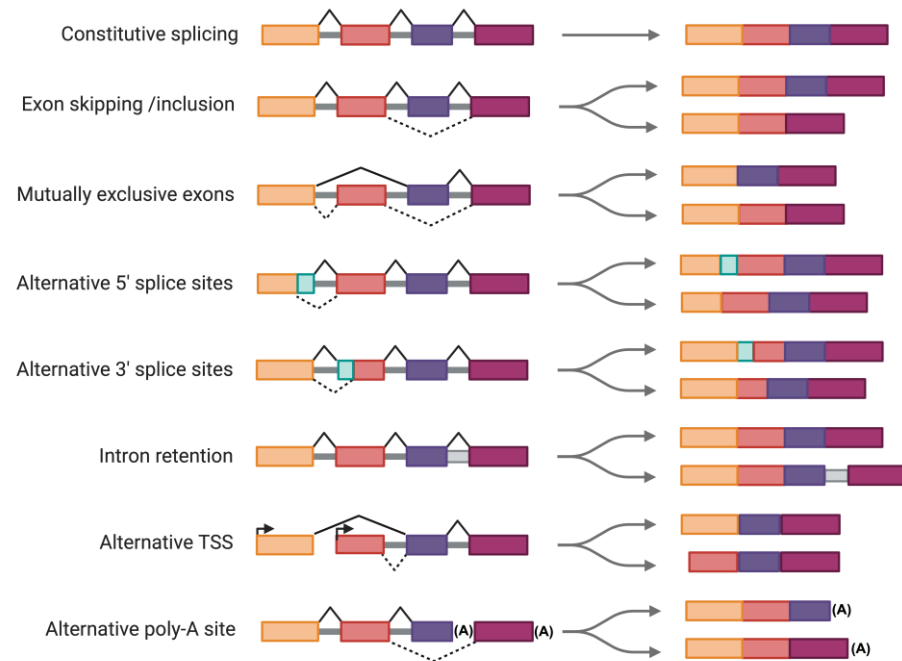 Constitutive splicing
Exon skipping /inclusion
Mutually exclusive exons
Alternative 5' splice sites
Alternative 3' splice sites
Intron retention
Alternative TSS
Alternative poly-A site
(A)
(A)
(A)
(A)